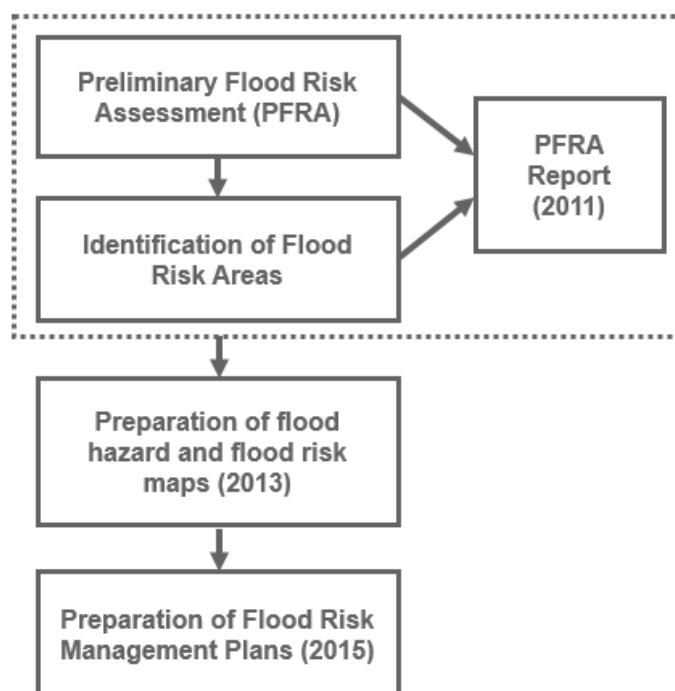 Preliminary Flood Risk
Assessment (PFRA)
PFRA
Report
(2011)
Identification of Flood
Risk Areas
Preparation of flood
hazard and flood risk
maps (2013)
Preparation of Flood Risk
Management Plans (2015)